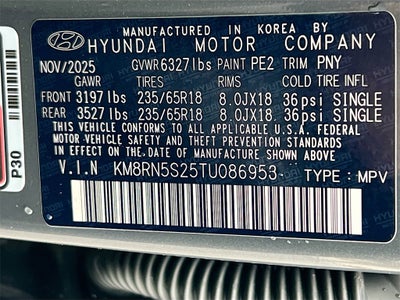 MANUFACTURED IN KOREA BY
HYUNDAI MOTOR COMPANY
NOV/2025 GVWR 6327lbs PAINT PE2 TRIM PNY
GAWR TIRES RIMS COLD TIRE INFL
FRONT 3197lbs 235/65R18 8.0JX18 36psi SINGLE
REAR 3527lbs 235/65R18 8.0JX18 36psi SINGLE
THIS VEHICLE CONFORMS TO ALL APPLICABLE U.S.A. FEDERAL
MOTOR VEHICLE SAFETY AND THEFT PREVENTION STANDARDS
IN EFFECT ON THE DATE OF MANUFACTURE SHOWN ABOVE.
V.I.N KM8RN5S25TU086953 TYPE : MPV
P30